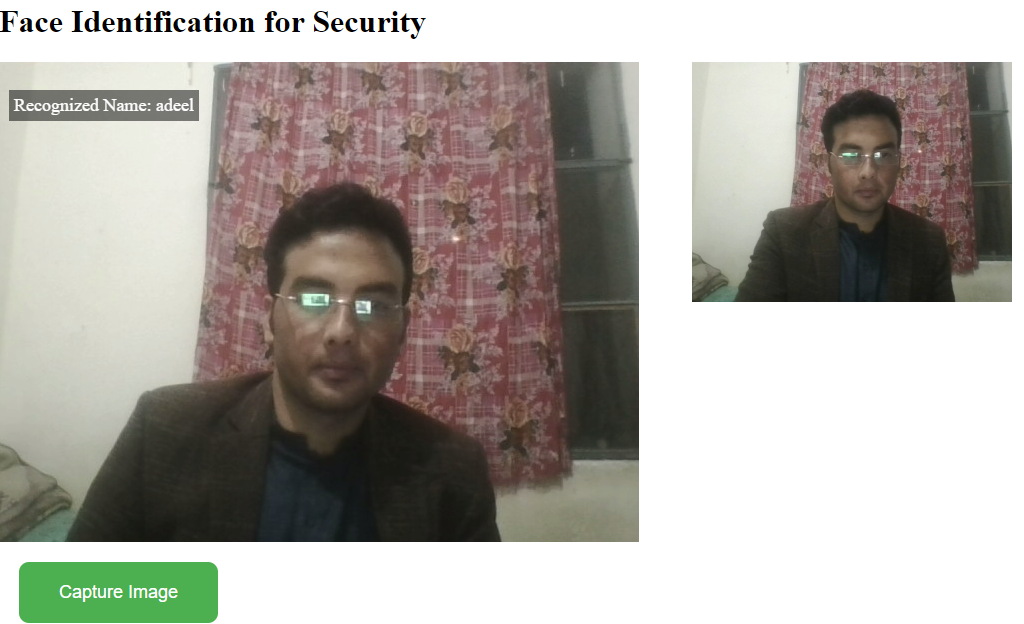 Face Identification for Security
Recognized Name: adeel
Capture Image